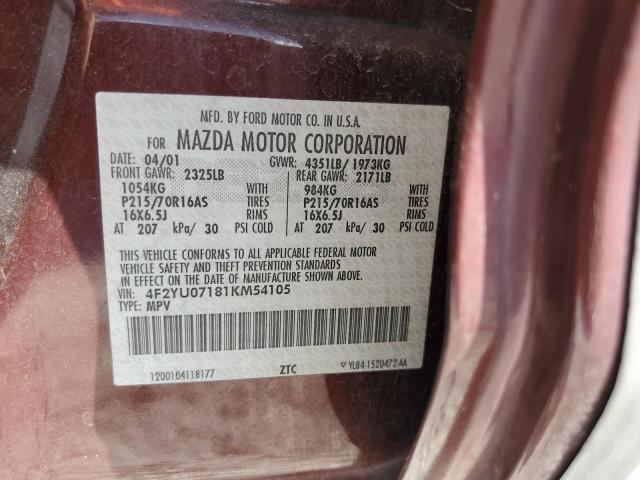 MFD. BY FORD MOTOR CO. IN U.S.A.
FOR MAZDA MOTOR CORPORATION
DATE: 04/01 GVWR: 4351LB/ 1973KG
FRONT GAWR: 2325LB REAR GAWR: 2171LB
1054KG WITH 984KG WITH
P215/70R16AS TIRES P215/70R16AS TIRES
16X6.5J RIMS 16X6.5J RIMS
AT 207 kPa/ 30 PSI COLD AT 207 kPa/ 30 PSI COLD
THIS VEHICLE CONFORMS TO ALL APPLICABLE FEDERAL MOTOR
VEHICLE SAFETY AND THEFT PREVENTION STANDARDS
IN EFFECT ON THE DATE OF MANUFACTURE SHOWN ABOVE.
VIN: 4F2YU07181KM54105
TYPE: MPV
1200104118177 ZTC ▽ YL84-1520472-AA